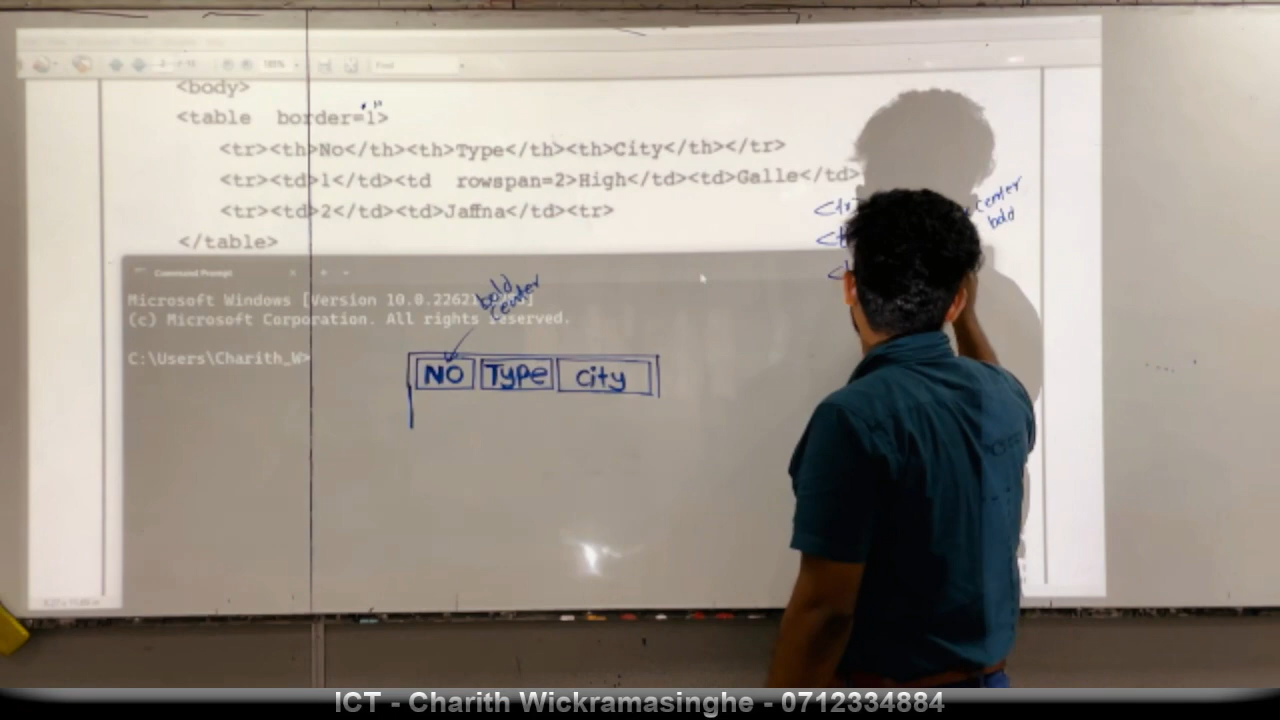 <body>
<table border="1">
<tr><th>No</th><th>Type</th><th>City</th></tr>
<tr><td>1</td><td rowspan=2>High</td><td>Galle</td>
<tr><td>2</td><td>Jaffna</td><tr>
</table>
center
bold
Command Prompt
bold
center
Microsoft Windows [Version 10.0.2262
(c) Microsoft Corporation. All rights reserved.
C:\Users\Charith_W>
NO Type city
ICT - Charith Wickramasinghe - 0712334884